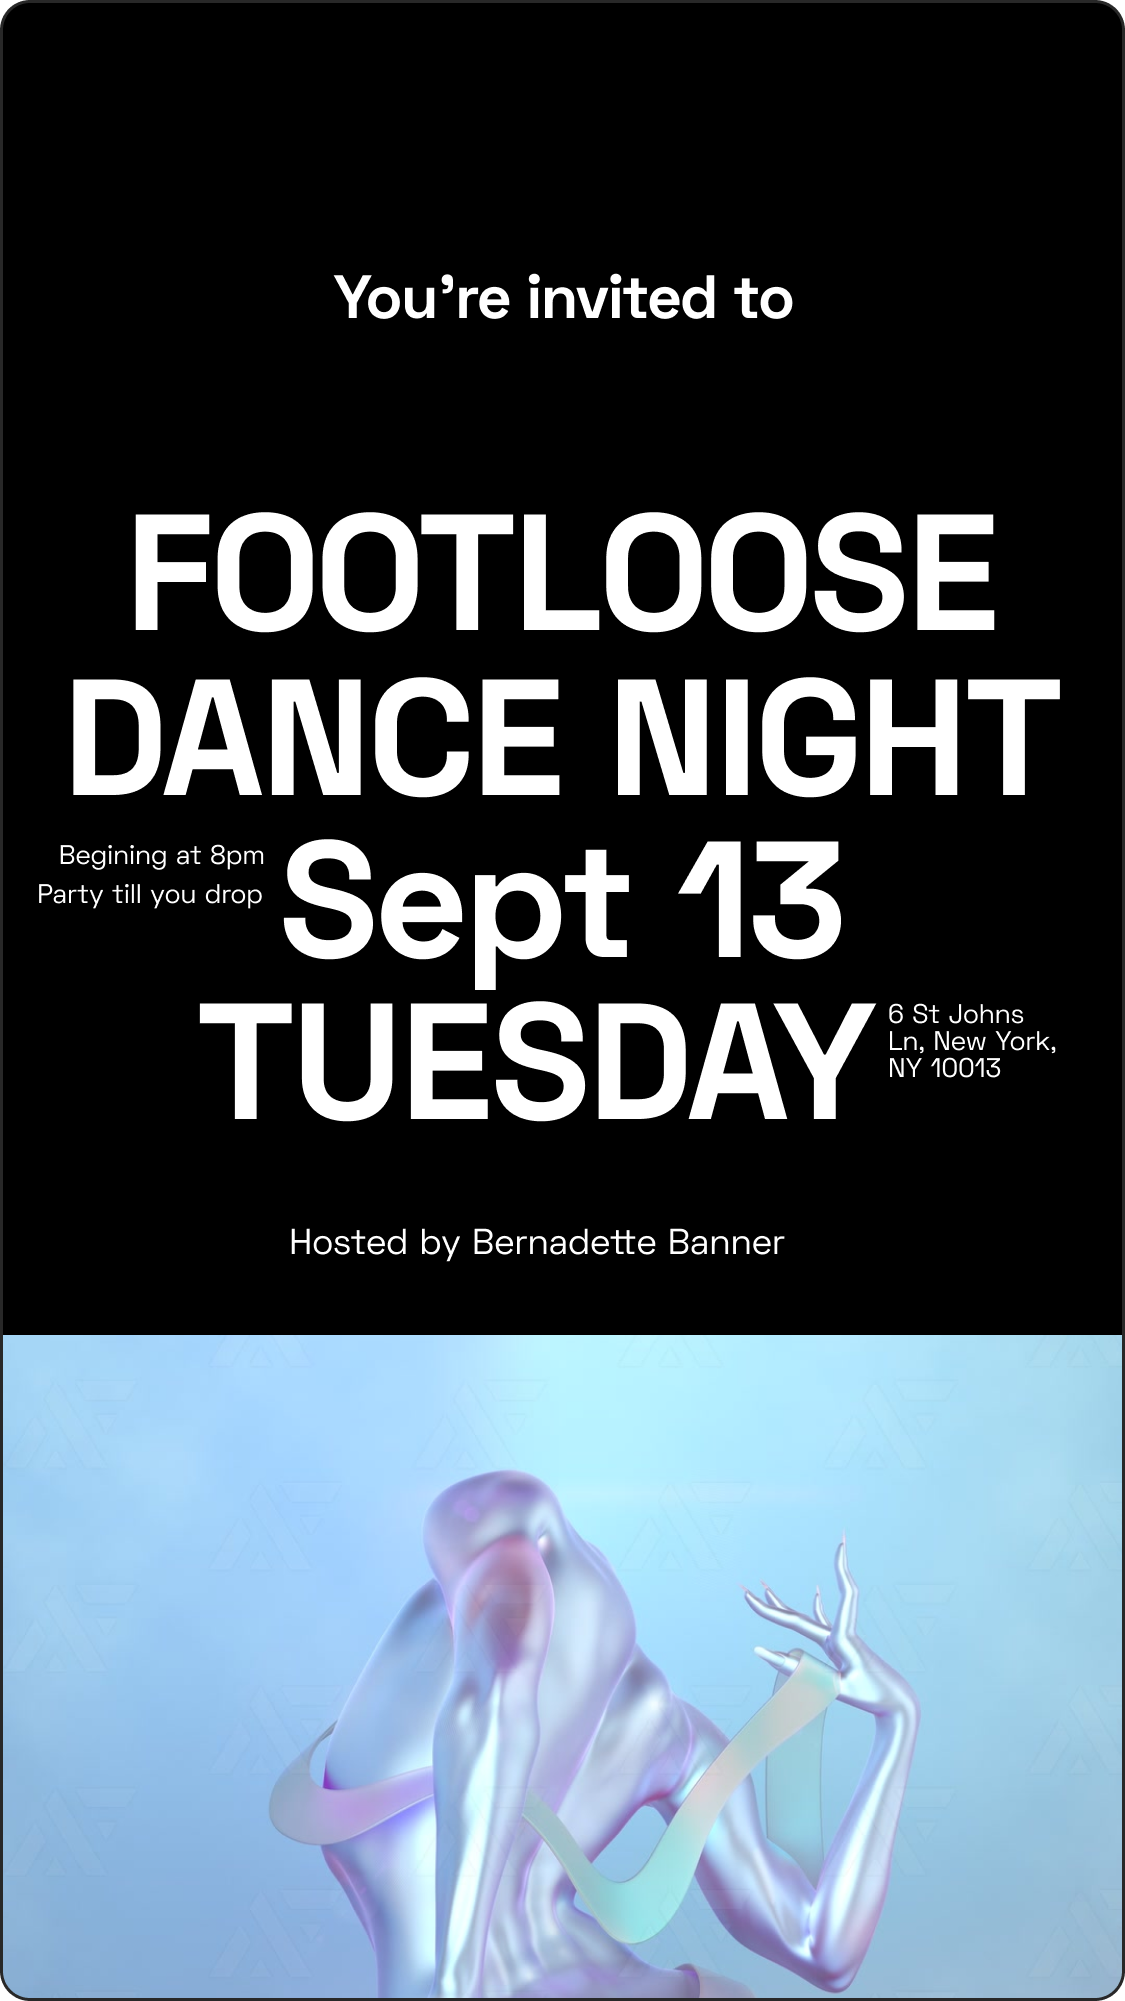 You’re invited to
FOOTLOOSE
DANCE NIGHT
Begining at 8pm
Party till you drop
Sept 13
TUESDAY
6 St Johns
Ln, New York,
NY 10013
Hosted by Bernadette Banner